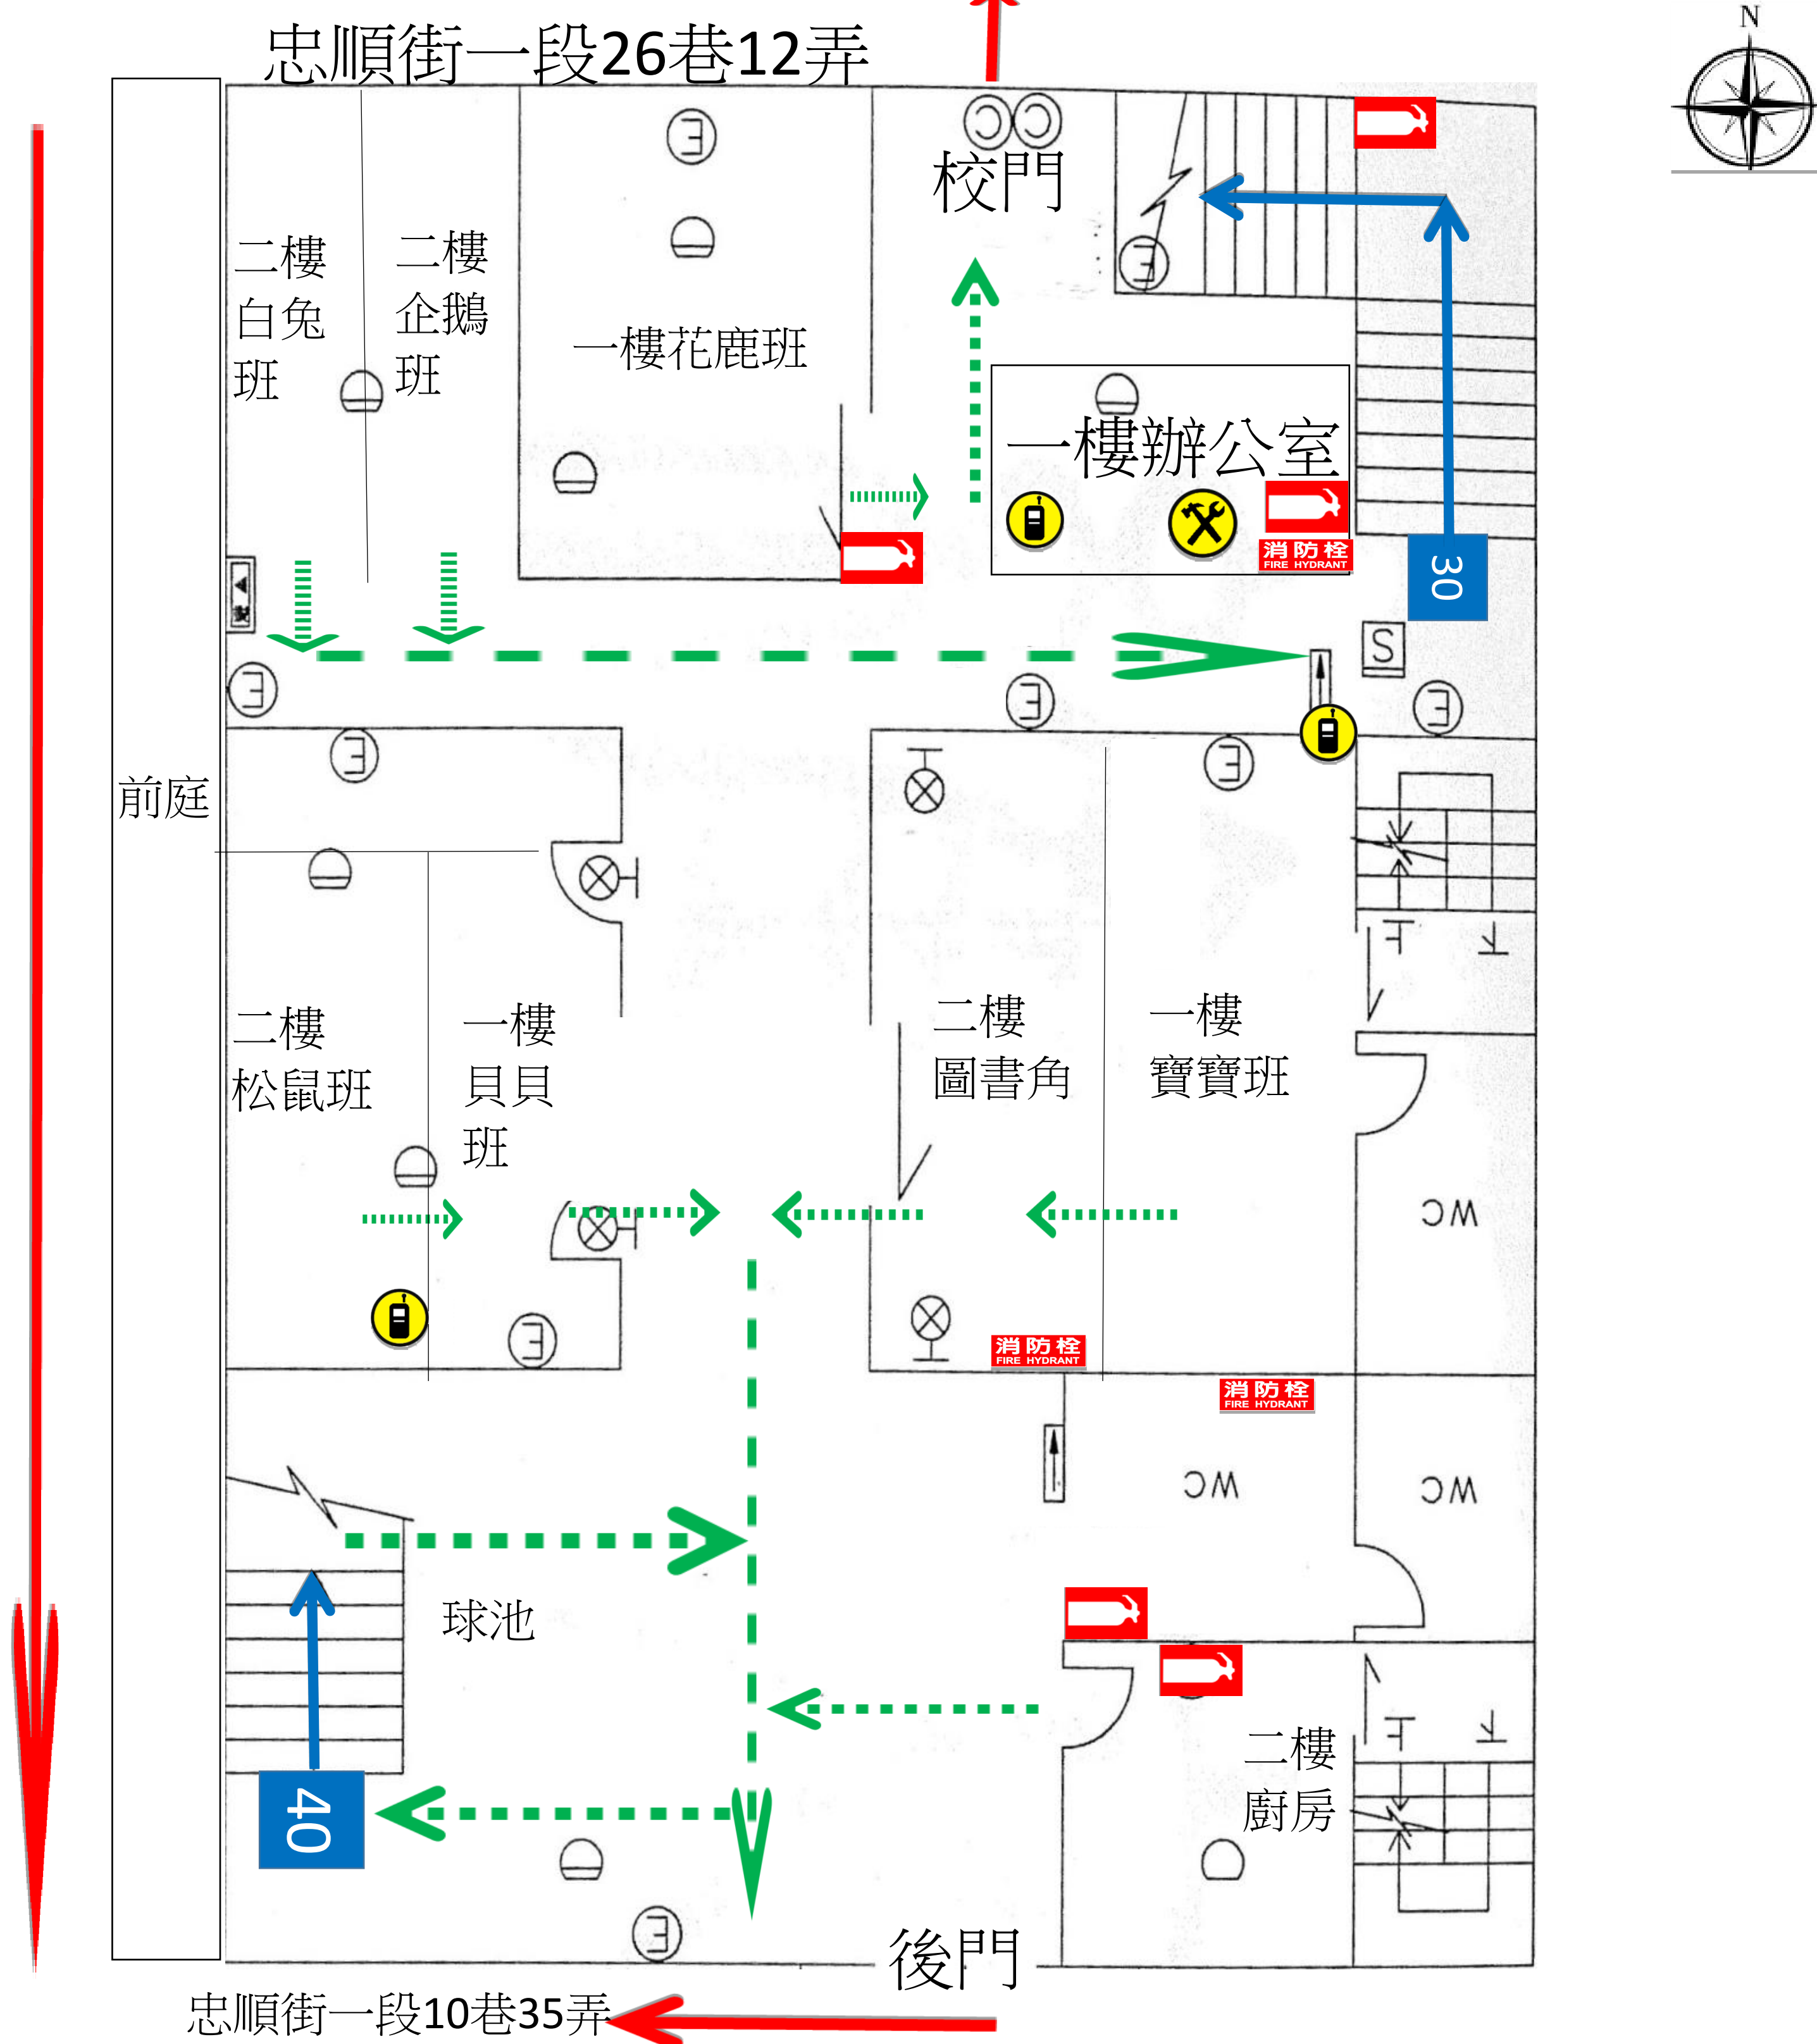 忠順街一段26巷12弄
N
校門
二樓
白兔
班
二樓
企鵝
班
一樓花鹿班
一樓辦公室
消防栓
FIRE HYDRANT
30
S
E
E
E
E
E
E
E
E
E
前庭
上
下
二樓
松鼠班
一樓
貝貝
班
二樓
圖書角
一樓
寶寶班
WC
消防栓
FIRE HYDRANT
消防栓
FIRE HYDRANT
WC
WC
球池
40
上
下
二樓
廚房
後門
忠順街一段10巷35弄